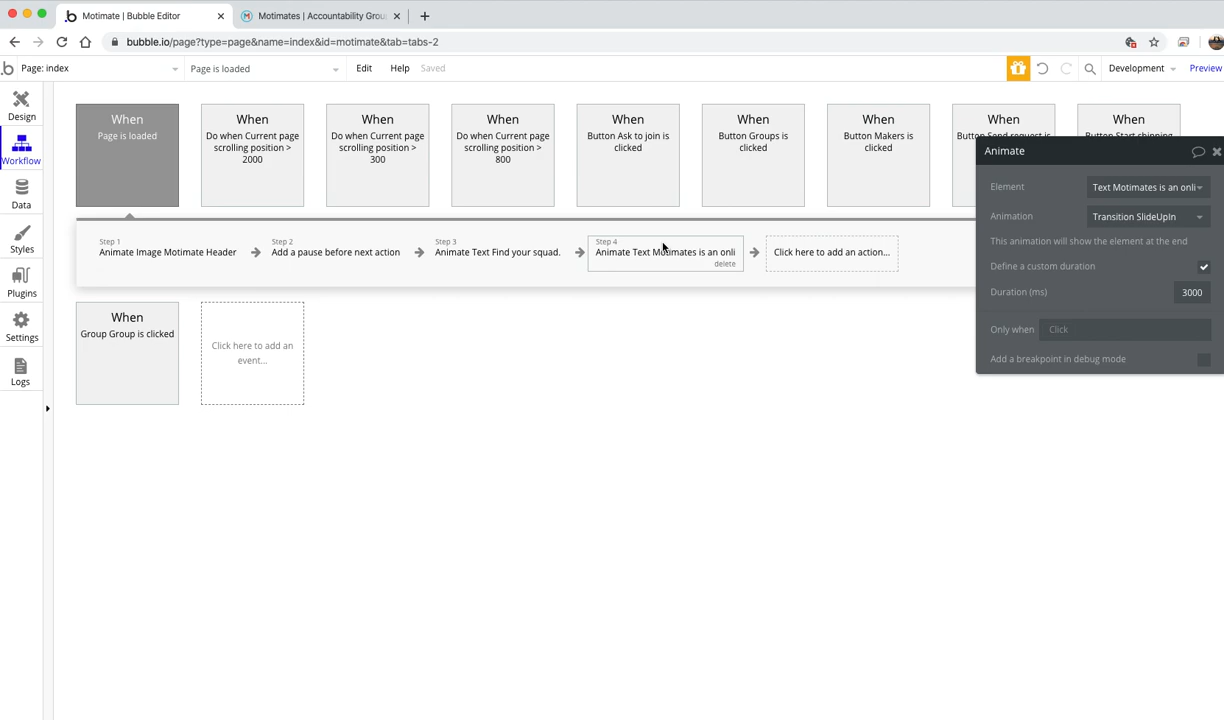 Motimate | Bubble Editor
Motimates | Accountability Grou
bubble.io/page?type=page&name=index&id=motimate&tab=tabs-2
Page: index
Page is loaded
Edit
Help
Saved
Development
Preview
Design
Workflow
Data
Styles
Plugins
Settings
Logs
When
Page is loaded
When
Do when Current page
scrolling position >
2000
When
Do when Current page
scrolling position >
300
When
Do when Current page
scrolling position >
800
When
Button Ask to join is
clicked
When
Button Groups is
clicked
When
Button Makers is
clicked
When
Button Send request is
When
Button Start shipping
Step 1
Animate Image Motimate Header
Step 2
Add a pause before next action
Step 3
Animate Text Find your squad.
Step 4
Animate Text Motimates is an onli
delete
Click here to add an action...
When
Group Group is clicked
Click here to add an
event...
Animate
Element
Text Motimates is an onli
Animation
Transition SlideUpIn
This animation will show the element at the end
Define a custom duration
Duration (ms)
3000
Only when
Click
Add a breakpoint in debug mode